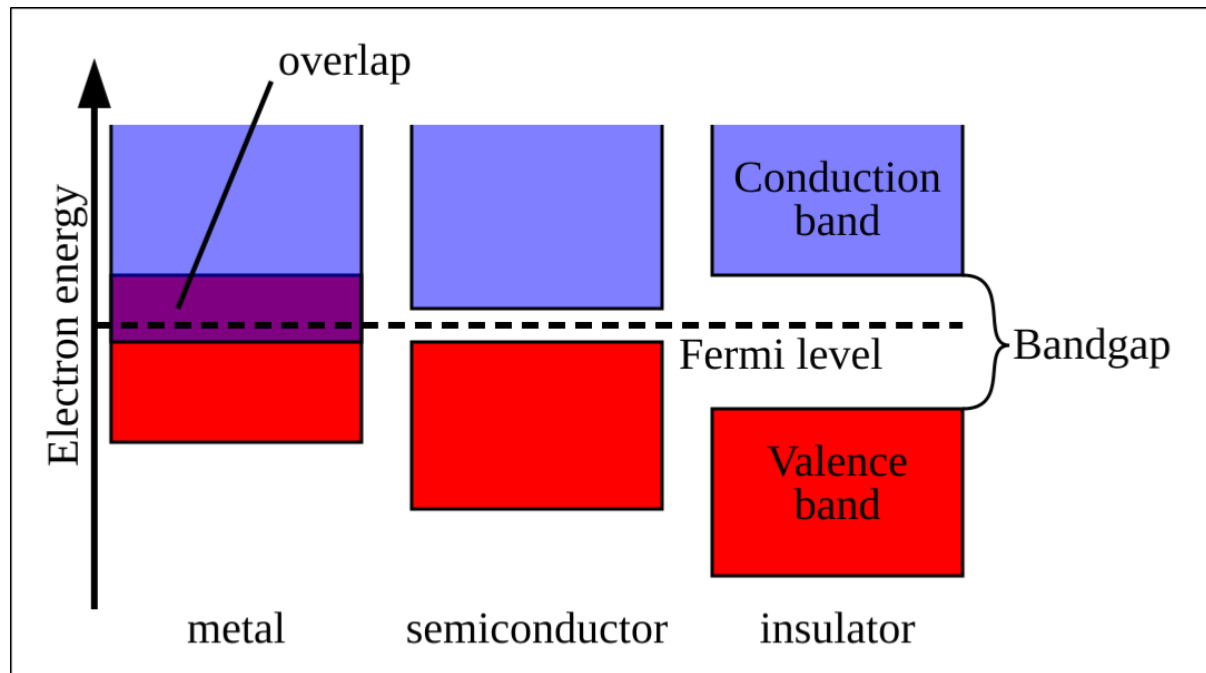 overlap
Electron energy
Conduction
band
Fermi level
Bandgap
Valence
band
metal
semiconductor
insulator